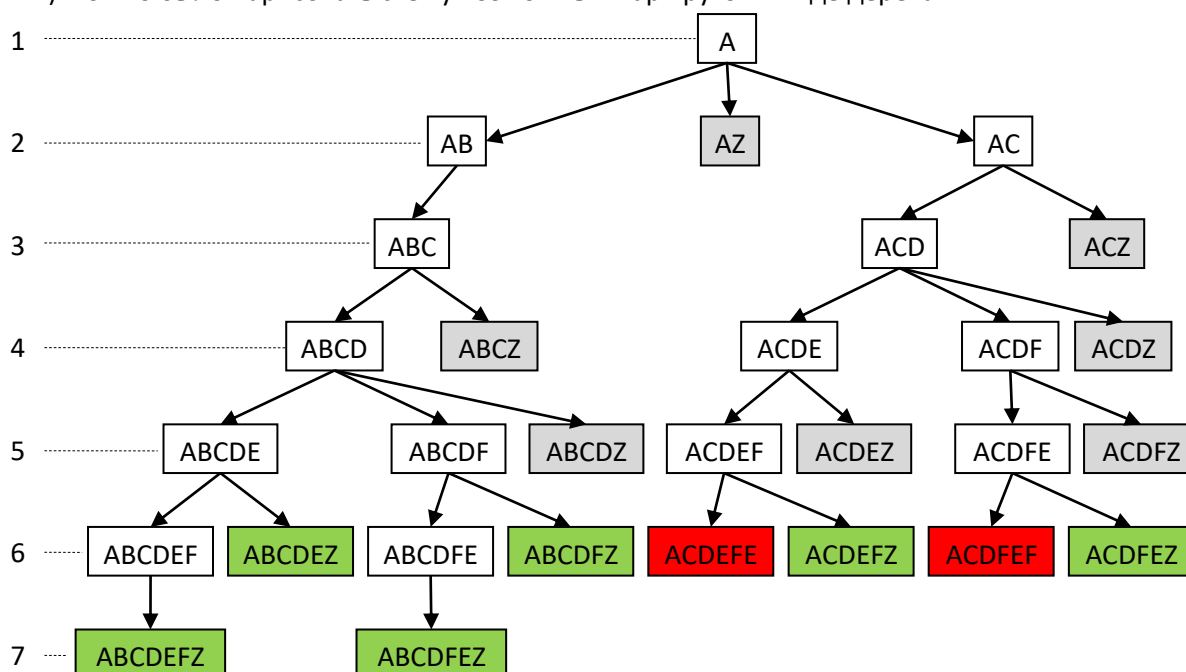 1 A
2 AB AZ AC
3 ABC ACD ACZ
4 ABCD ABCZ ACDE ACDF ACDZ
5 ABCDE ABCDF ABCDZ ACDEF ACDEZ ACDFE ACDFZ
6 ABCDEF ABCDEZ ABCDFE ABCDFZ ACDEFE ACDEFZ ACDFEF ACDFEZ
7 ABCDEFZ ABCDFEZ